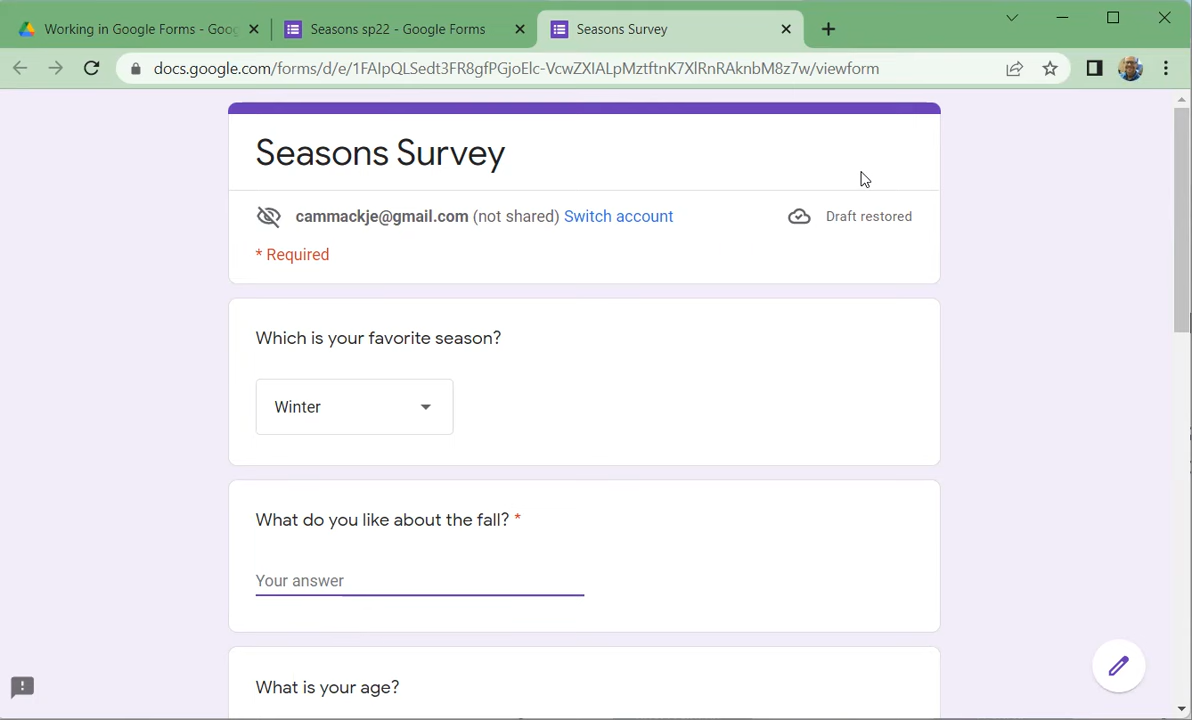 Working in Google Forms - Goog
Seasons sp22 - Google Forms
Seasons Survey
docs.google.com/forms/d/e/1FAIpQLSedt3FR8gfPGjoElc-VcwZXIALpMztftnK7XlRnRAknbM8z7w/viewform
Seasons Survey
cammackje@gmail.com (not shared) Switch account
Draft restored
* Required
Which is your favorite season?
Winter
What do you like about the fall? *
Your answer
What is your age?